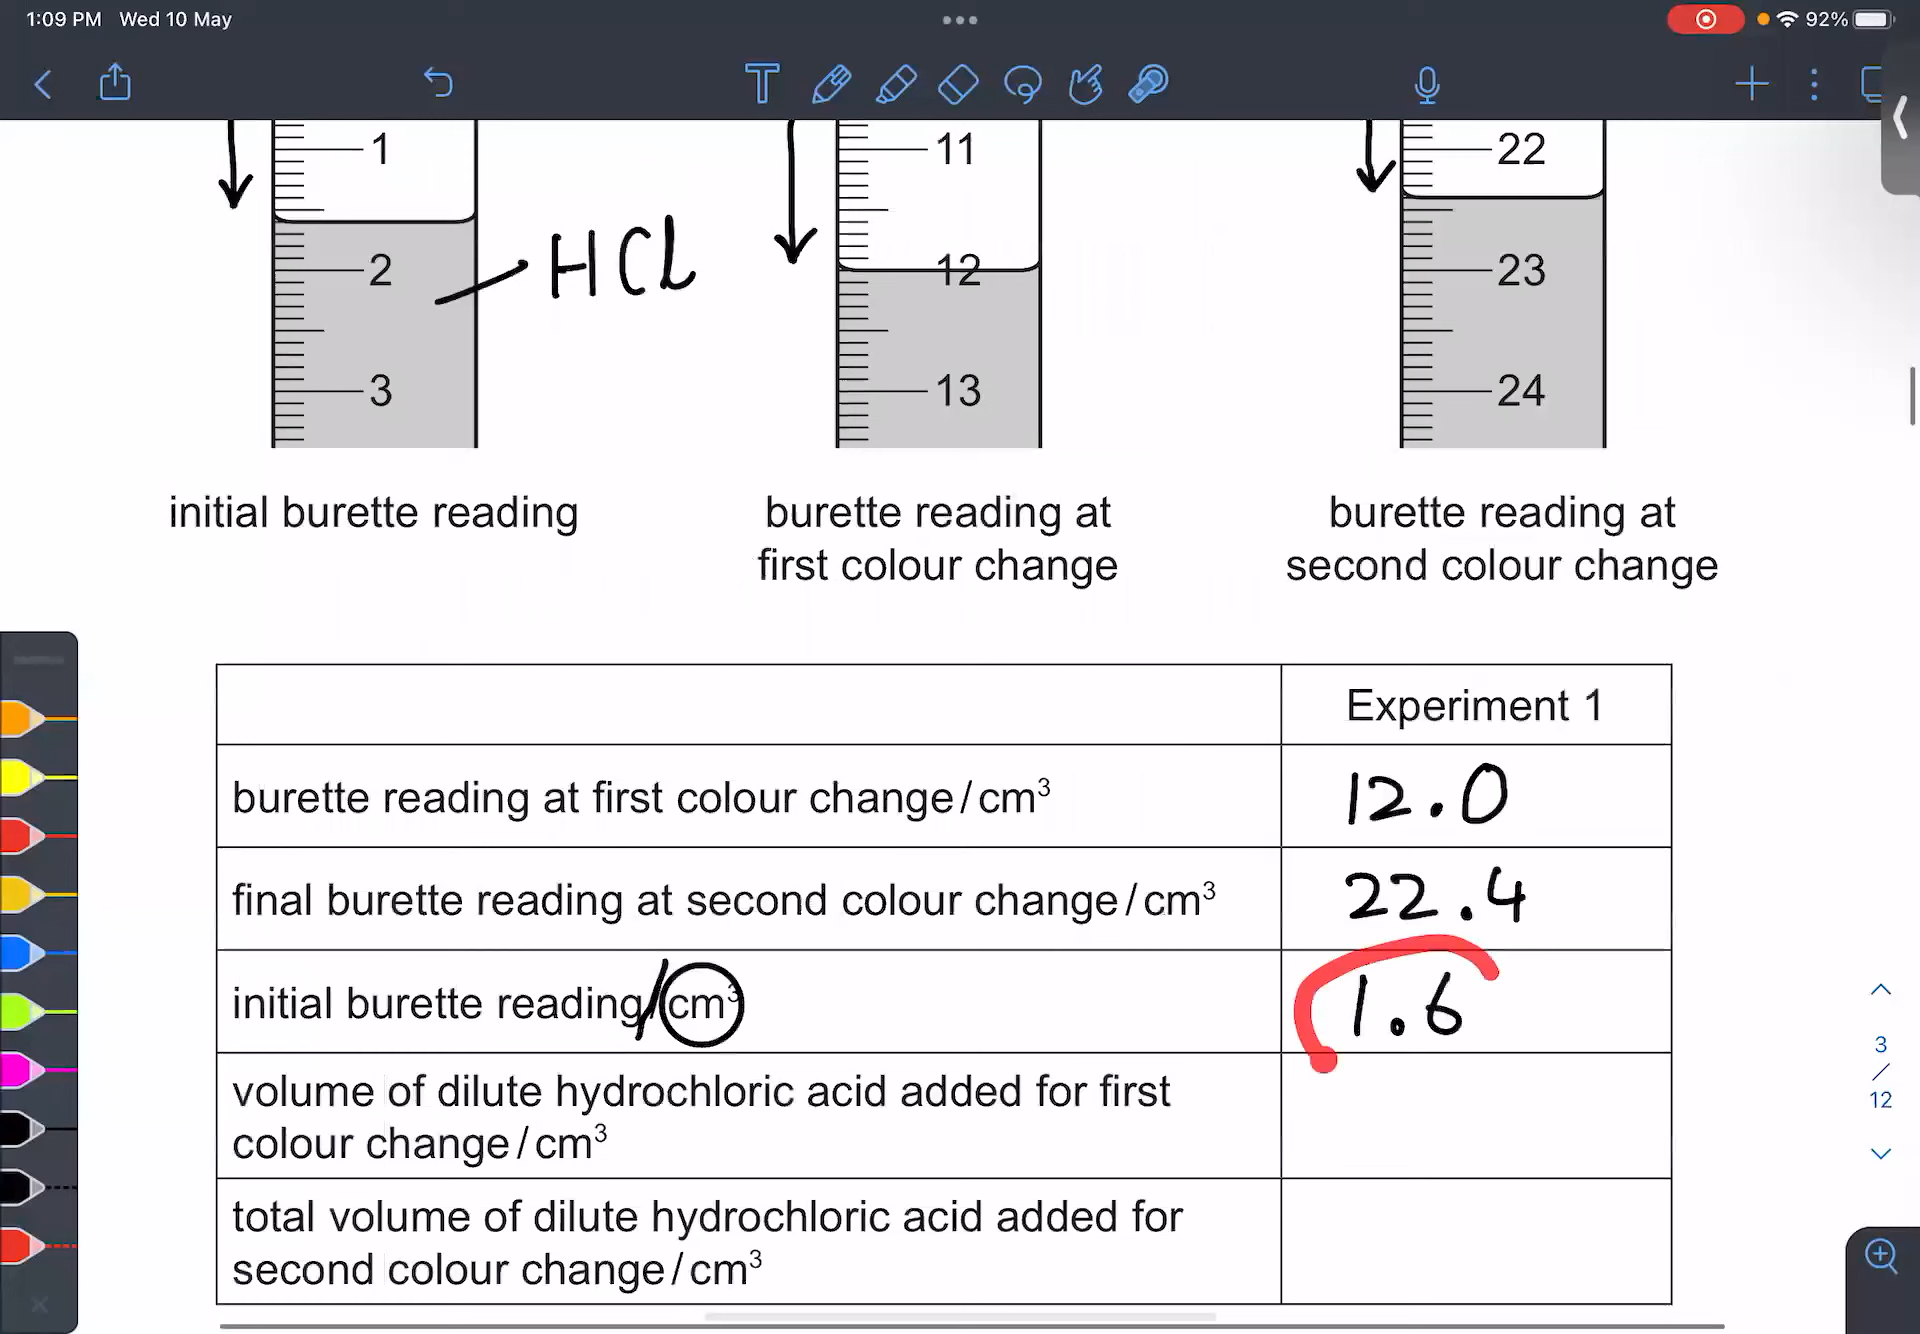 1:09 PM Wed 10 May
92%
1
11
22
2
HCl
12
23
3
13
24
initial burette reading
burette reading at
first colour change
burette reading at
second colour change
Experiment 1
burette reading at first colour change/cm³
12.0
final burette reading at second colour change/cm³
22.4
initial burette reading/cm³
1.6
volume of dilute hydrochloric acid added for first
colour change/cm³
total volume of dilute hydrochloric acid added for
second colour change/cm³
3
/
12